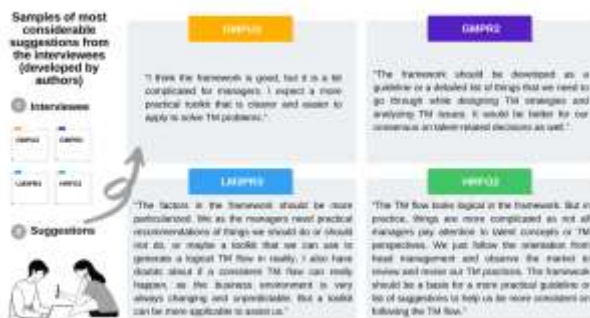 Samples of most
considerable
suggestions from
the interviewees
(developed by
authors)
Interviewee
Suggestions
GMPR2
LM2PR3
HRFO2
"I think the framework is good, but it is a bit
complicated for managers. I expect a more
practical toolkit that is clearer and easier to
apply to solve TM problems."
"The framework should be developed as a
guideline or a detailed list of things that we need to
go through while designing TM strategies and
analyzing TM issues. It would be better for our
consensus on talent-related decisions as well."
"The factors in the framework should be more
particularized. We as the managers need practical
recommendations of things we should do or should
not do, or maybe a toolkit that we can use to
generate a logical TM flow in reality. I also have
doubts about if a consistent TM flow can really
happen, as the business environment is very
always changing and unpredictable. But a toolkit
can be more applicable to assist us."
"The TM flow looks logical in the framework. But in
practice, things are more complicated as not all
managers pay attention to talent concepts or TM
perspectives. We just follow the orientation from
head management and observe the market to
review and revise our TM practices. The framework
should be a basis for a more practical guideline or
list of suggestions to help us be more consistent on
following the TM flow."